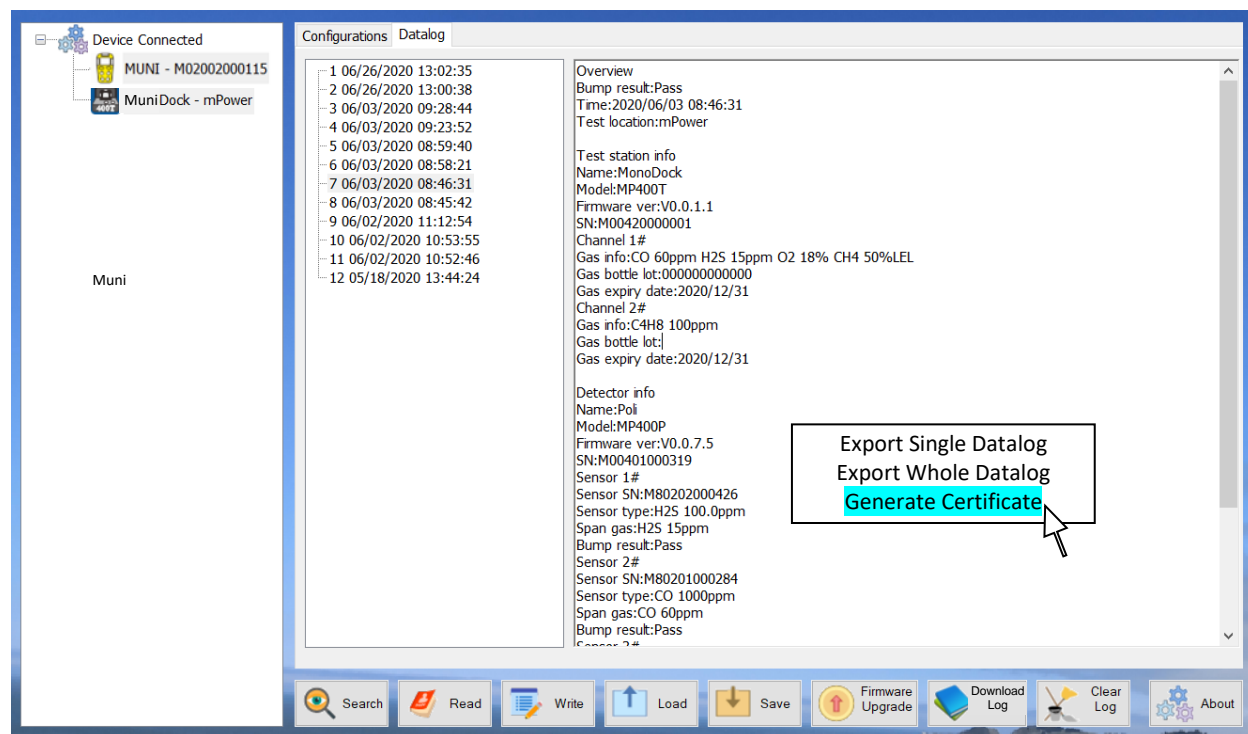 Device Connected
MUNI - M02002000115
MuniDock - mPower
400T
Muni
Configurations Datalog
1 06/26/2020 13:02:35
2 06/26/2020 13:00:38
3 06/03/2020 09:28:44
4 06/03/2020 09:23:52
5 06/03/2020 08:59:40
6 06/03/2020 08:58:21
7 06/03/2020 08:46:31
8 06/03/2020 08:45:42
9 06/02/2020 11:12:54
10 06/02/2020 10:53:55
11 06/02/2020 10:52:46
12 05/18/2020 13:44:24
Overview
Bump result:Pass
Time:2020/06/03 08:46:31
Test location:mPower
Test station info
Name:MonoDock
Model:MP400T
Firmware ver:V0.0.1.1
SN:M00420000001
Channel 1#
Gas info:CO 60ppm H2S 15ppm O2 18% CH4 50%LEL
Gas bottle lot:000000000000
Gas expiry date:2020/12/31
Channel 2#
Gas info:C4H8 100ppm
Gas bottle lot:
Gas expiry date:2020/12/31
Detector info
Name:Poli
Model:MP400P
Firmware ver:V0.0.7.5
SN:M00401000319
Sensor 1#
Sensor SN:M80202000426
Sensor type:H2S 100.0ppm
Span gas:H2S 15ppm
Bump result:Pass
Sensor 2#
Sensor SN:M80201000284
Sensor type:CO 1000ppm
Span gas:CO 60ppm
Bump result:Pass
Export Single Datalog
Export Whole Datalog
Generate Certificate
Search
Read
Write
Load
Save
Firmware
Upgrade
Download
Log
Clear
Log
About